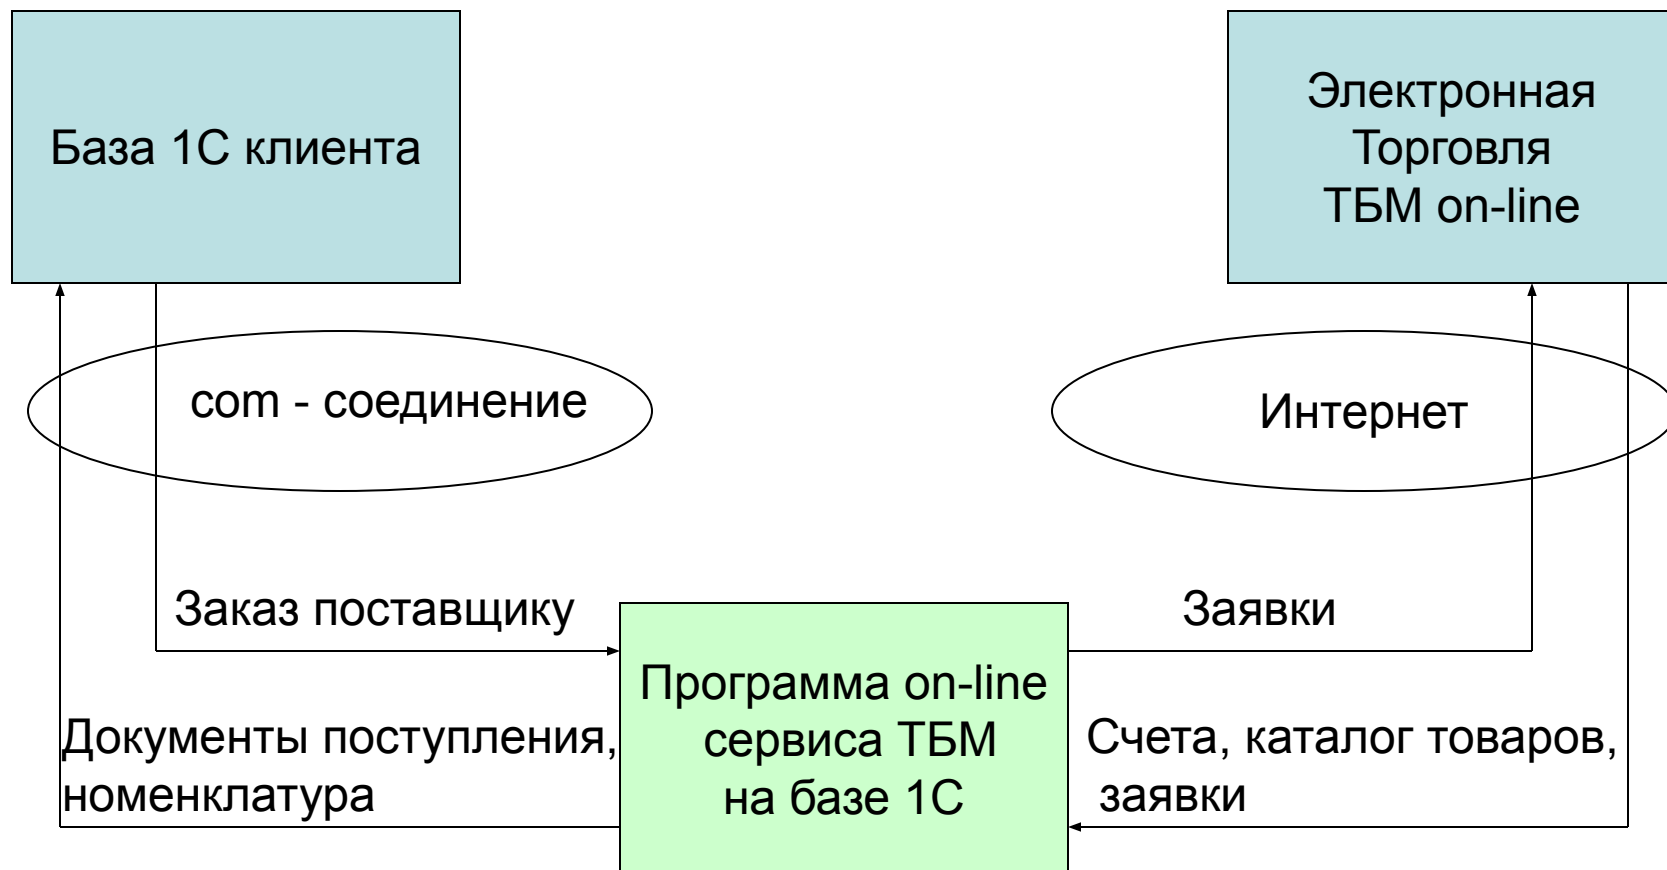 База 1С клиента
Электронная
Торговля
ТБМ on-line
com - соединение
Интернет
Заказ поставщику
Заявки
Программа on-line
сервиса ТБМ
на базе 1С
Документы поступления,
номенклатура
Счета, каталог товаров,
заявки